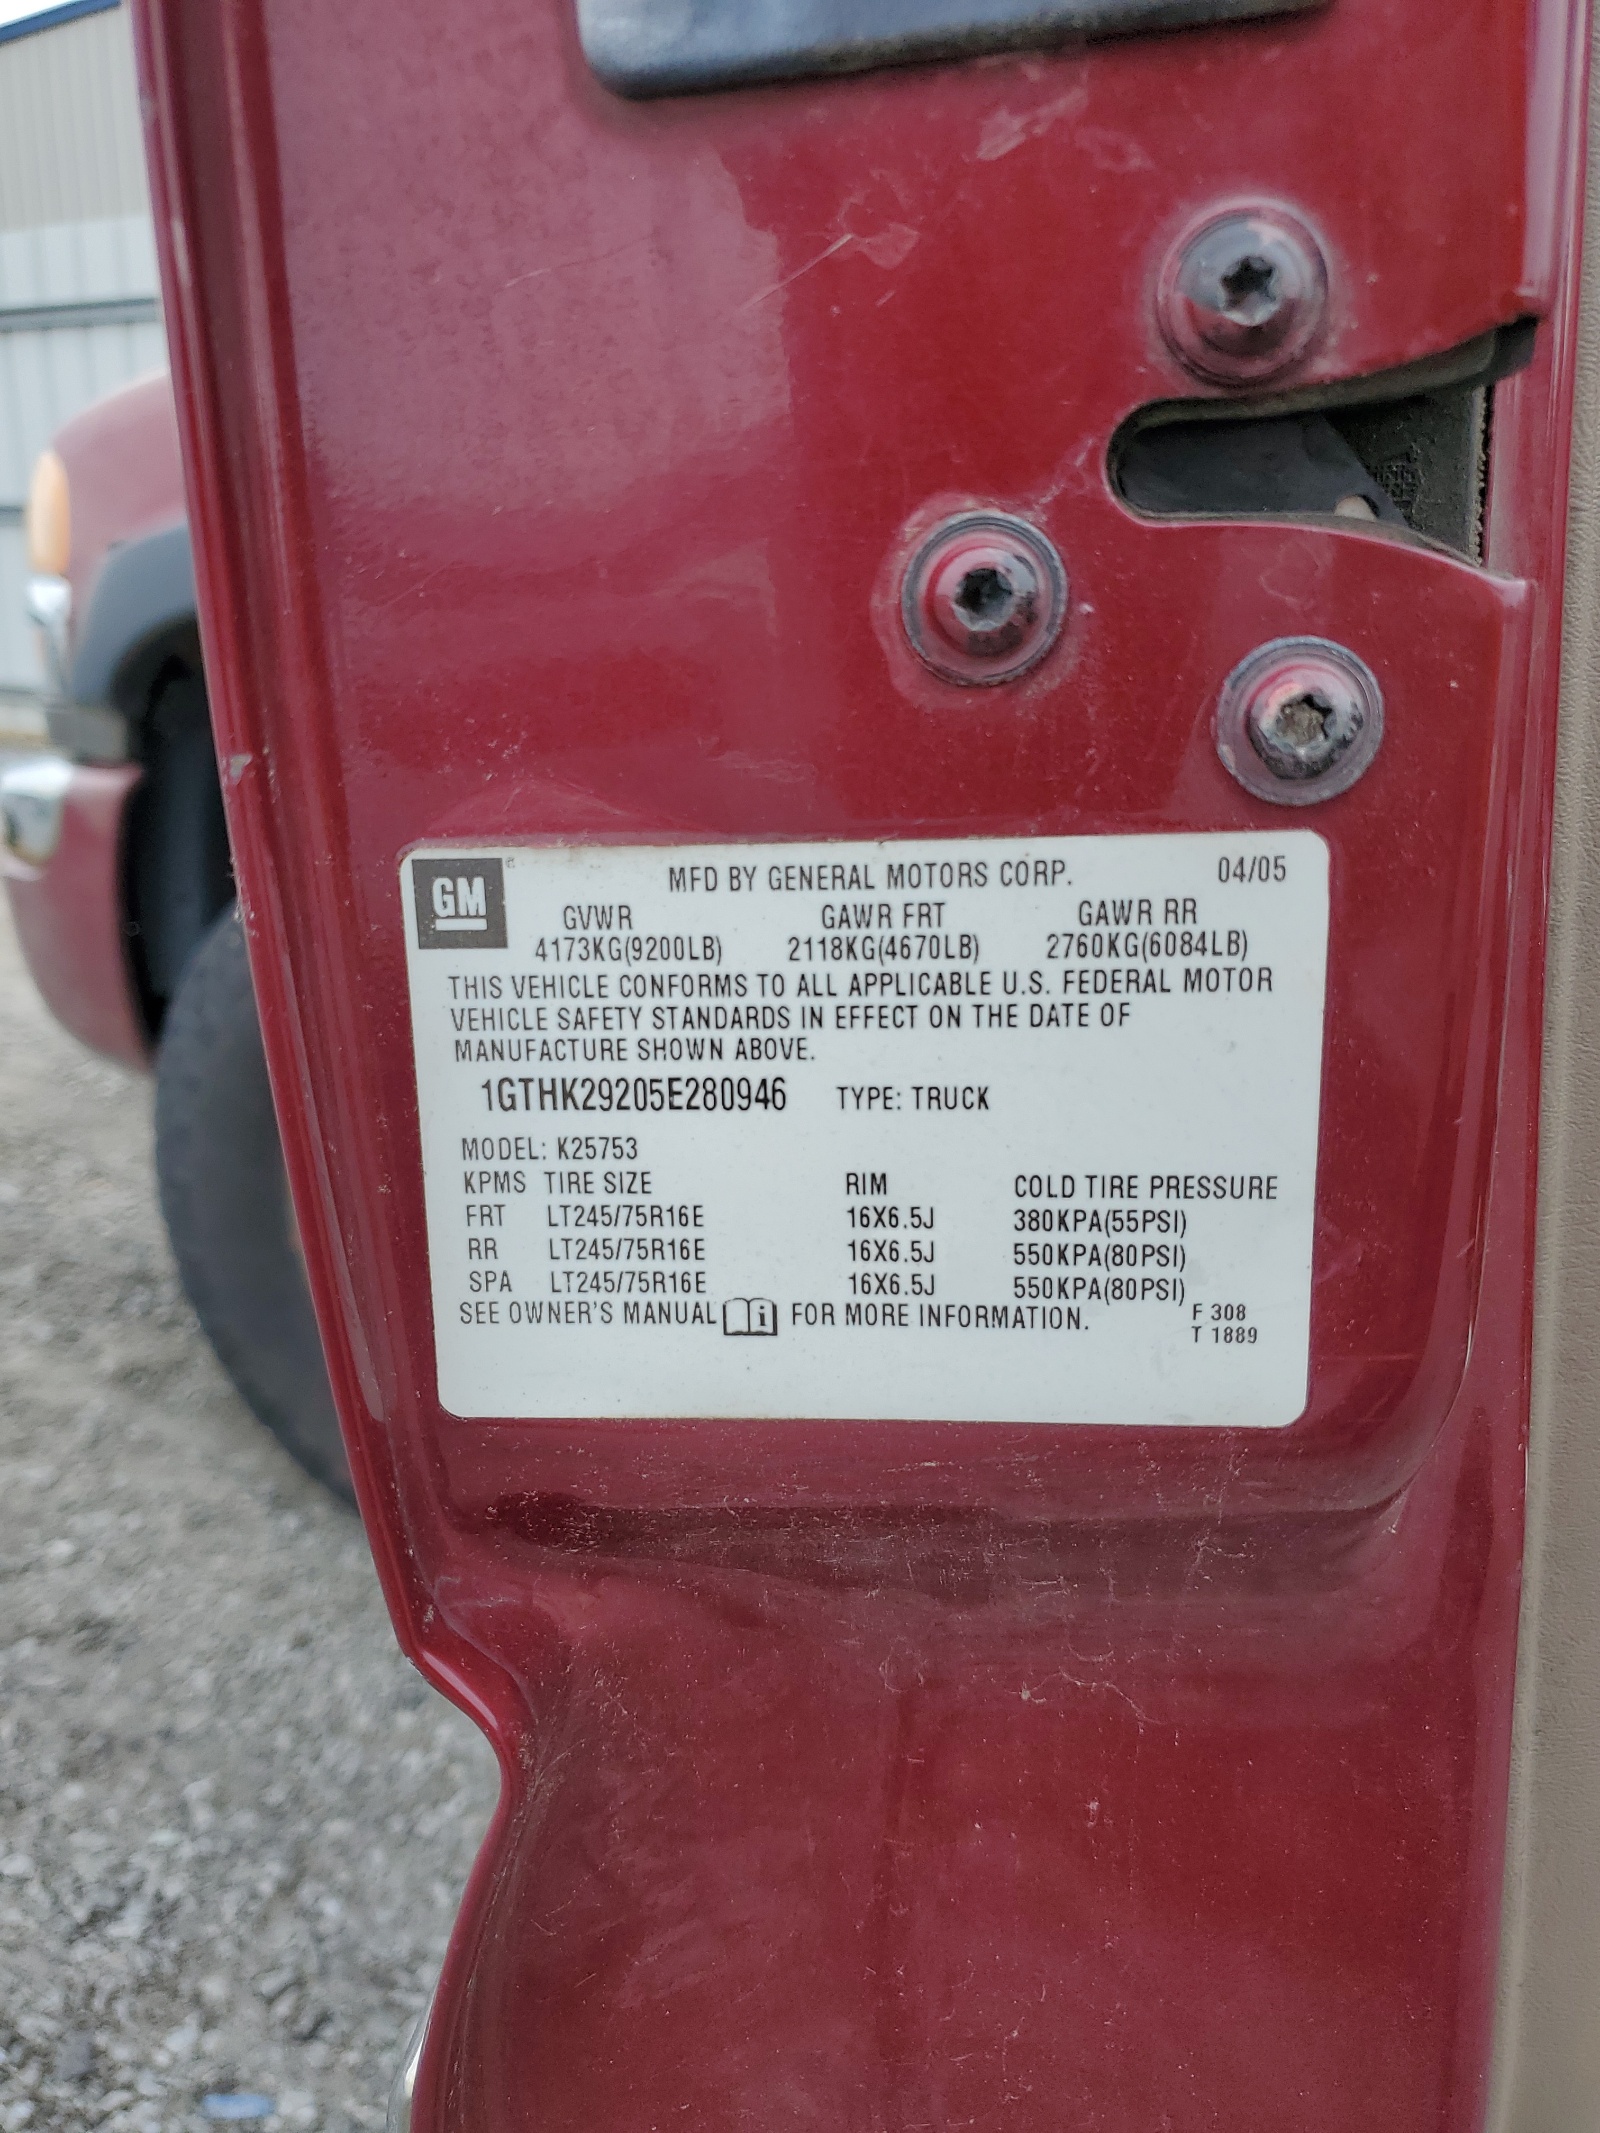 GM ®
MFD BY GENERAL MOTORS CORP. 04/05
GVWR GAWR FRT GAWR RR
4173KG(9200LB) 2118KG(4670LB) 2760KG(6084LB)
THIS VEHICLE CONFORMS TO ALL APPLICABLE U.S. FEDERAL MOTOR
VEHICLE SAFETY STANDARDS IN EFFECT ON THE DATE OF
MANUFACTURE SHOWN ABOVE.
1GTHK29205E280946 TYPE: TRUCK
MODEL: K25753
KPMS TIRE SIZE RIM COLD TIRE PRESSURE
FRT LT245/75R16E 16X6.5J 380KPA(55PSI)
RR LT245/75R16E 16X6.5J 550KPA(80PSI)
SPA LT245/75R16E 16X6.5J 550KPA(80PSI)
SEE OWNER'S MANUAL i FOR MORE INFORMATION.
F 308
T 1889